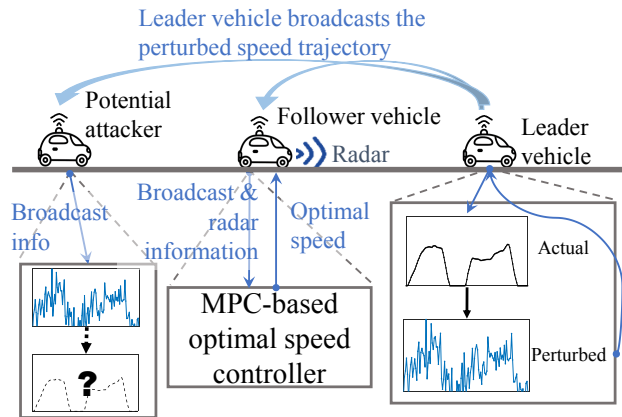 Leader vehicle broadcasts the
perturbed speed trajectory
Potential
attacker
Follower vehicle
Radar
Leader
vehicle
Broadcast
info
Broadcast &
radar
information
Optimal
speed
Actual
Perturbed
MPC-based
optimal speed
controller
?